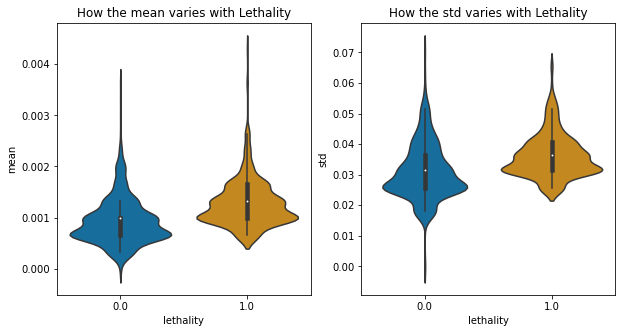 How the mean varies with Lethality
mean
0.004
0.003
0.002
0.001
0.000
0.0
1.0
lethality
How the std varies with Lethality
std
0.07
0.06
0.05
0.04
0.03
0.02
0.01
0.00
0.0
1.0
lethality